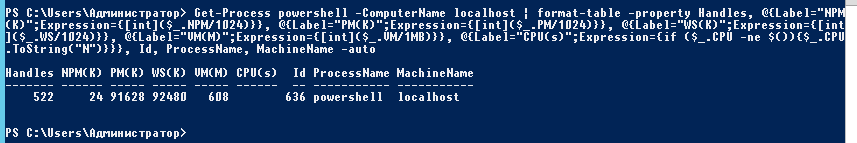 PS C:\Users\Администратор> Get-Process powershell -ComputerName localhost | format-table -property Handles, @{Label="NPM
(K)";Expression={[int]($_.NPM/1024)}}, @{Label="PM(K)";Expression={[int]($_.PM/1024)}}, @{Label="WS(K)";Expression={[int
]($_.WS/1024)}}, @{Label="VM(M)";Expression={[int]($_.VM/1MB)}}, @{Label="CPU(s)";Expression={if ($_.CPU -ne $()){$_.CPU
.ToString("N")}}}, Id, ProcessName, MachineName -auto
Handles NPM(K) PM(K) WS(K) VM(M) CPU(s) Id ProcessName MachineName
------- ------ ----- ----- ----- ------ -- ----------- -----------
522 24 91628 92480 608 636 powershell localhost
PS C:\Users\Администратор>